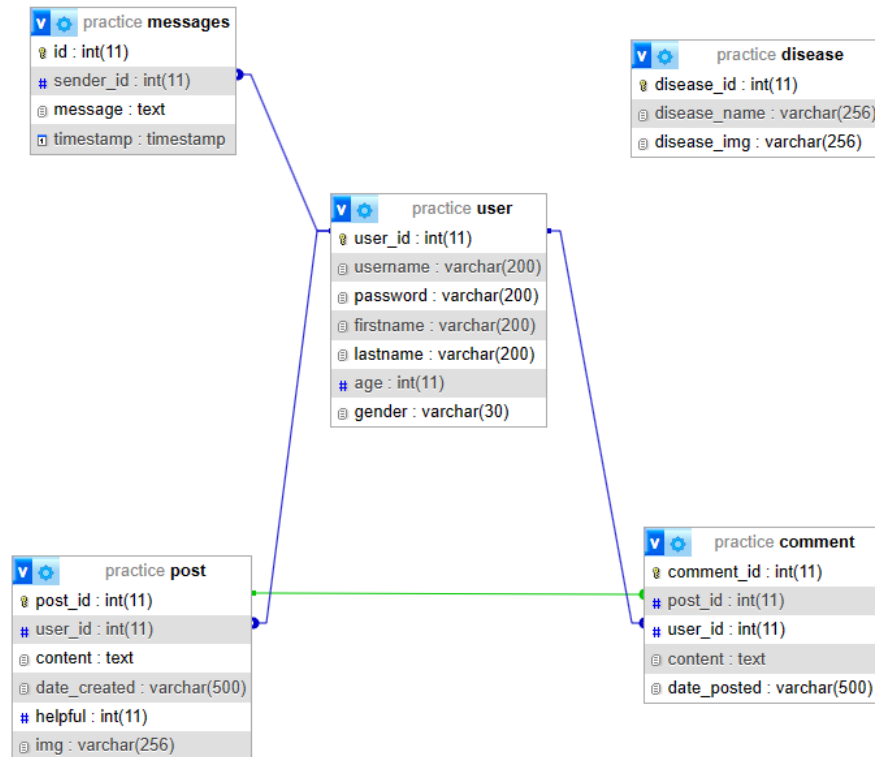 practice messages
id : int(11)
sender_id : int(11)
message : text
timestamp : timestamp
practice disease
disease_id : int(11)
disease_name : varchar(256)
disease_img : varchar(256)
practice user
user_id : int(11)
username : varchar(200)
password : varchar(200)
firstname : varchar(200)
lastname : varchar(200)
age : int(11)
gender : varchar(30)
practice post
post_id : int(11)
user_id : int(11)
content : text
date_created : varchar(500)
helpful : int(11)
img : varchar(256)
practice comment
comment_id : int(11)
post_id : int(11)
user_id : int(11)
content : text
date_posted : varchar(500)